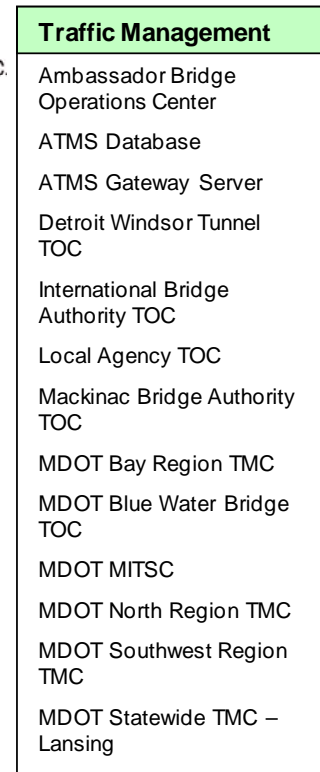 Traffic Management
c.
Ambassador Bridge
Operations Center
ATMS Database
ATMS Gateway Server
Detroit Windsor Tunnel
TOC
International Bridge
Authority TOC
Local Agency TOC
Mackinac Bridge Authority
TOC
MDOT Bay Region TMC
MDOT Blue Water Bridge
TOC
MDOT MITSC
MDOT North Region TMC
MDOT Southwest Region
TMC
MDOT Statewide TMC –
Lansing